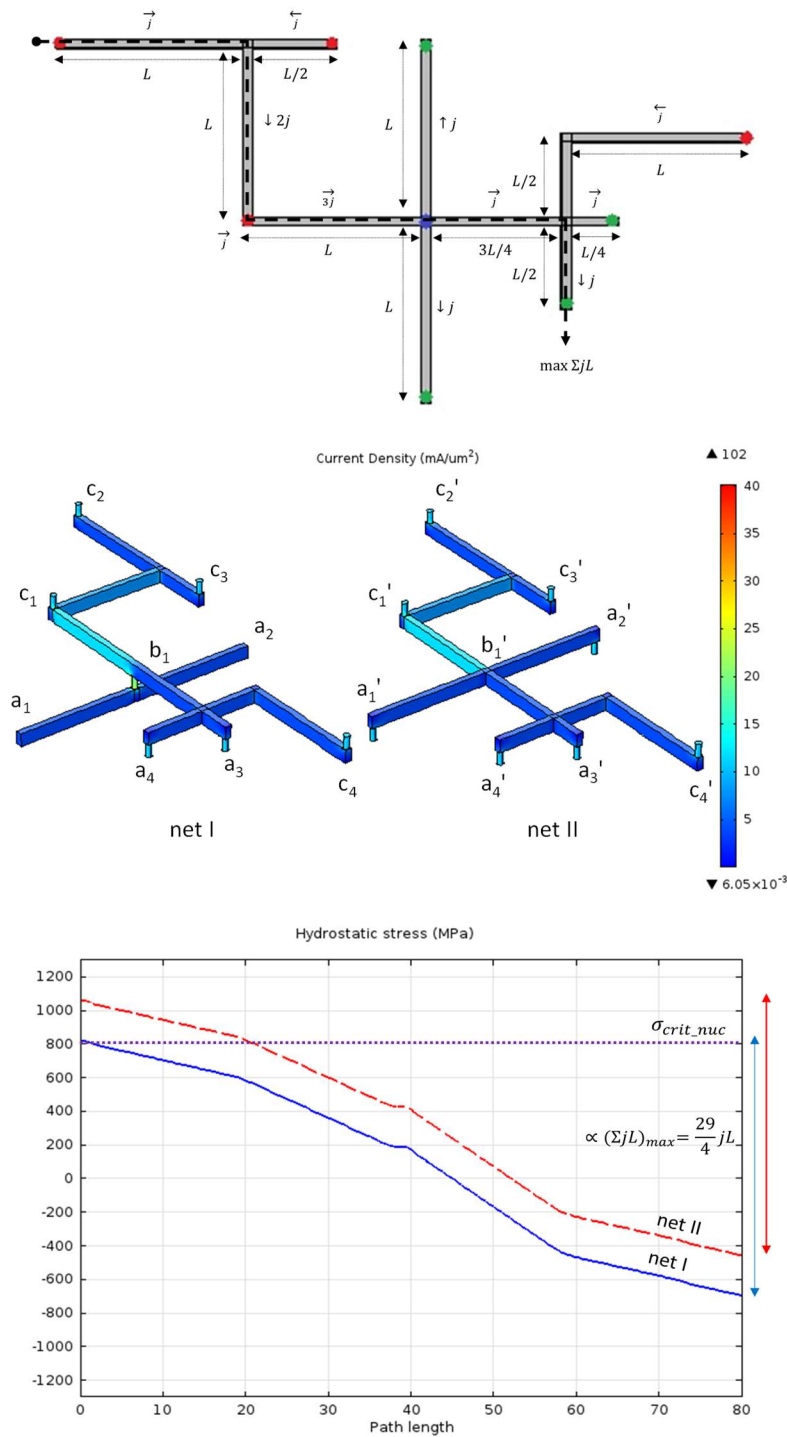 →j ←j
L L/2
L ↓2j L ↑j ←j
L/2 L
→3j →j →j
→j L 3L/4 L/4
L/2
L ↓j ↓j
max ΣjL
Current Density (mA/um²)
▲ 102
c₂ c₂'
40
35
c₃ c₃'
c₁ c₁'
30
a₂ a₂'
b₁ b₁'
25
20
a₁ a₁'
15
a₄ a₃ c₄ a₄' a₃' c₄'
10
5
net I net II
▼ 6.05×10⁻³
Hydrostatic stress (MPa)
1200
1000
σcrit_nuc
800
600
400
∝ (ΣjL)max= 29/4 jL
200
0
-200
net II
-400
net I
-600
-800
-1000
-1200
0 10 20 30 40 50 60 70 80
Path length